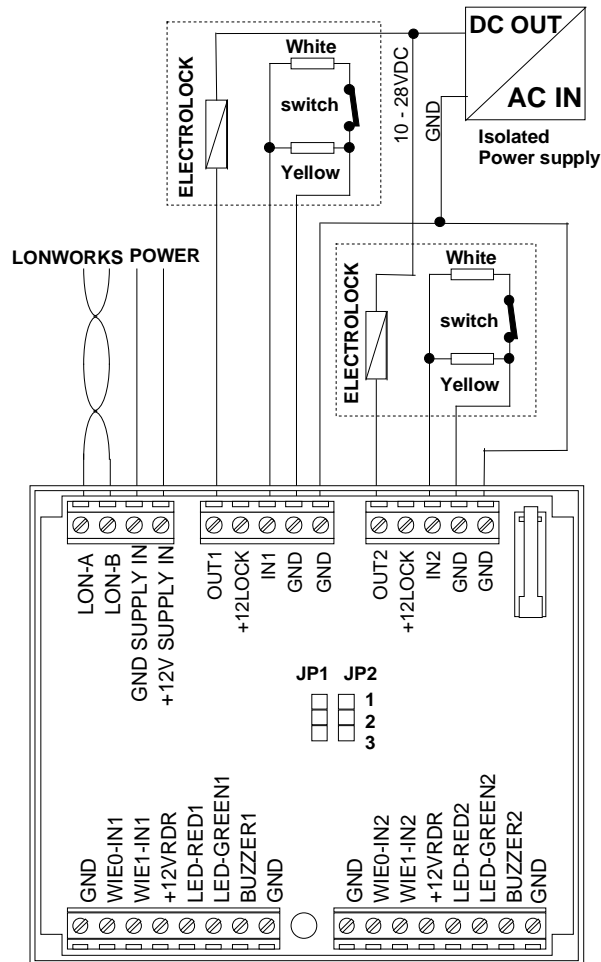 DC OUT
AC IN
Isolated
Power supply
10 - 28VDC
GND
ELECTROLOCK
White
switch
Yellow
LONWORKS POWER
ELECTROLOCK
White
switch
Yellow
LON-A
LON-B
GND SUPPLY IN
+12V SUPPLY IN
OUT1
+12LOCK
IN1
GND
GND
OUT2
+12LOCK
IN2
GND
GND
JP1 JP2
1
2
3
GND
WIE0-IN1
WIE1-IN1
+12VRDR
LED-RED1
LED-GREEN1
BUZZER1
GND
GND
WIE0-IN2
WIE1-IN2
+12VRDR
LED-RED2
LED-GREEN2
BUZZER2
GND